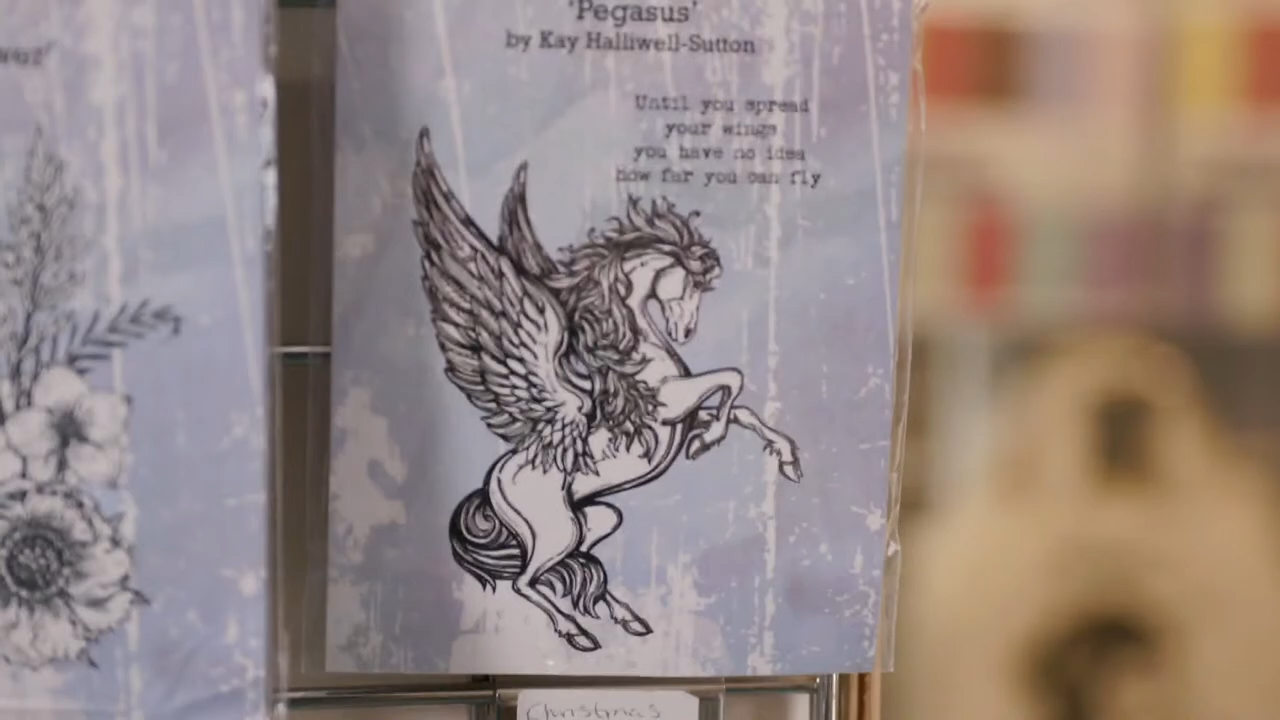 'Pegasus'
by Kay Halliwell-Sutton
Until you spread
your wings
you have no idea
how far you can fly
Christmas